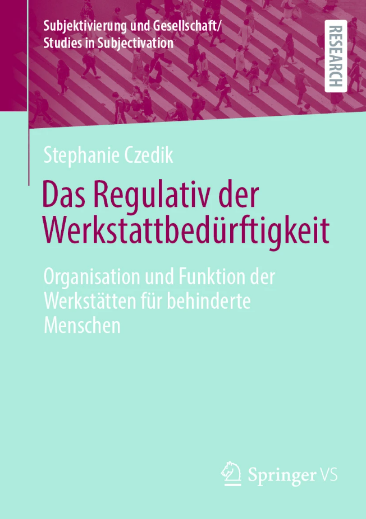 Subjektivierung und Gesellschaft/
Studies in Subjectivation
RESEARCH
Stephanie Czedik
Das Regulativ der
Werkstattbedürftigkeit
Organisation und Funktion der
Werkstätten für behinderte
Menschen
Springer VS